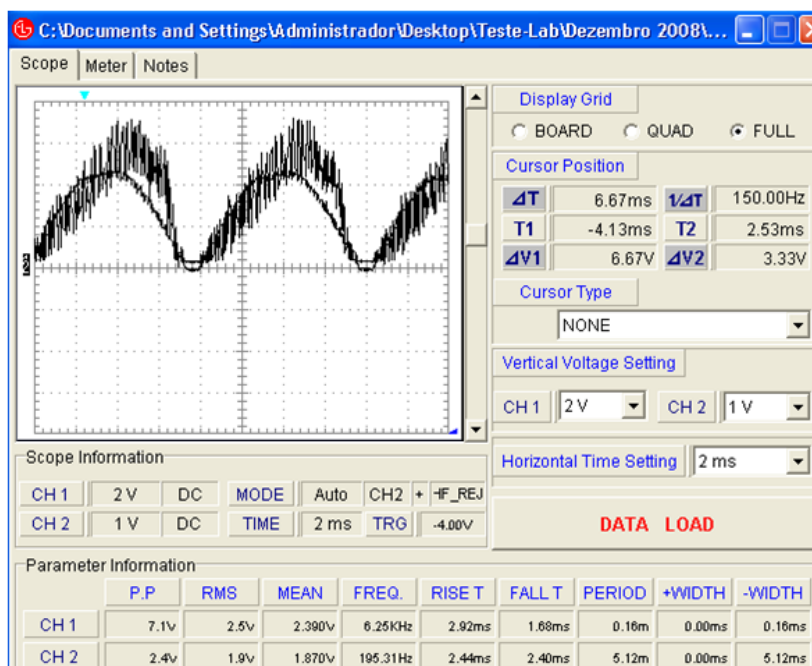 C:\Documents and Settings\Administrador\Desktop\Teste-Lab\Dezembro 2008\...
Scope Meter Notes
Display Grid
BOARD QUAD FULL
Cursor Position
⊿T 6.67ms 1/⊿T 150.00Hz
T1 -4.13ms T2 2.53ms
⊿V1 6.67V ⊿V2 3.33V
Cursor Type
NONE
Vertical Voltage Setting
CH 1 2 V CH 2 1 V
Scope Information
CH 1 2 V DC MODE Auto CH2 + HF_REJ
CH 2 1 V DC TIME 2 ms TRG -4.00V
Horizontal Time Setting 2 ms
DATA LOAD
Parameter Information
P.P RMS MEAN FREQ. RISE T FALL T PERIOD +WIDTH -WIDTH
CH 1 7.1v 2.5v 2.390v 6.25KHz 2.92ms 1.68ms 0.16m 0.00ms 0.16ms
CH 2 2.4v 1.9v 1.870v 195.31Hz 2.44ms 2.40ms 5.12m 0.00ms 5.12ms